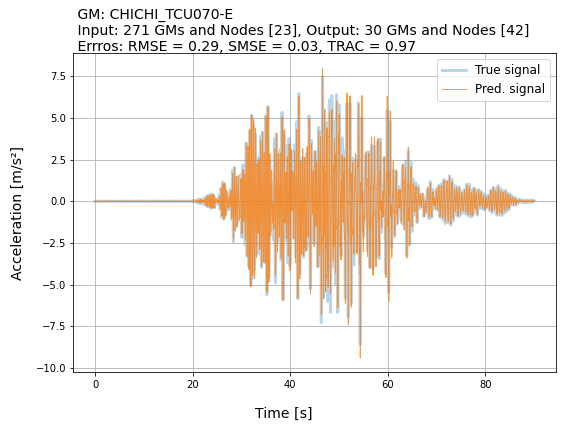 GM: CHICHI_TCU070-E
Input: 271 GMs and Nodes [23], Output: 30 GMs and Nodes [42]
Erros: RMSE = 0.29, SMSE = 0.03, TRAC = 0.97
True signal
Pred. signal
7.5
5.0
2.5
0.0
−2.5
−5.0
−7.5
−10.0
Acceleration [m/s²]
0
20
40
60
80
Time [s]